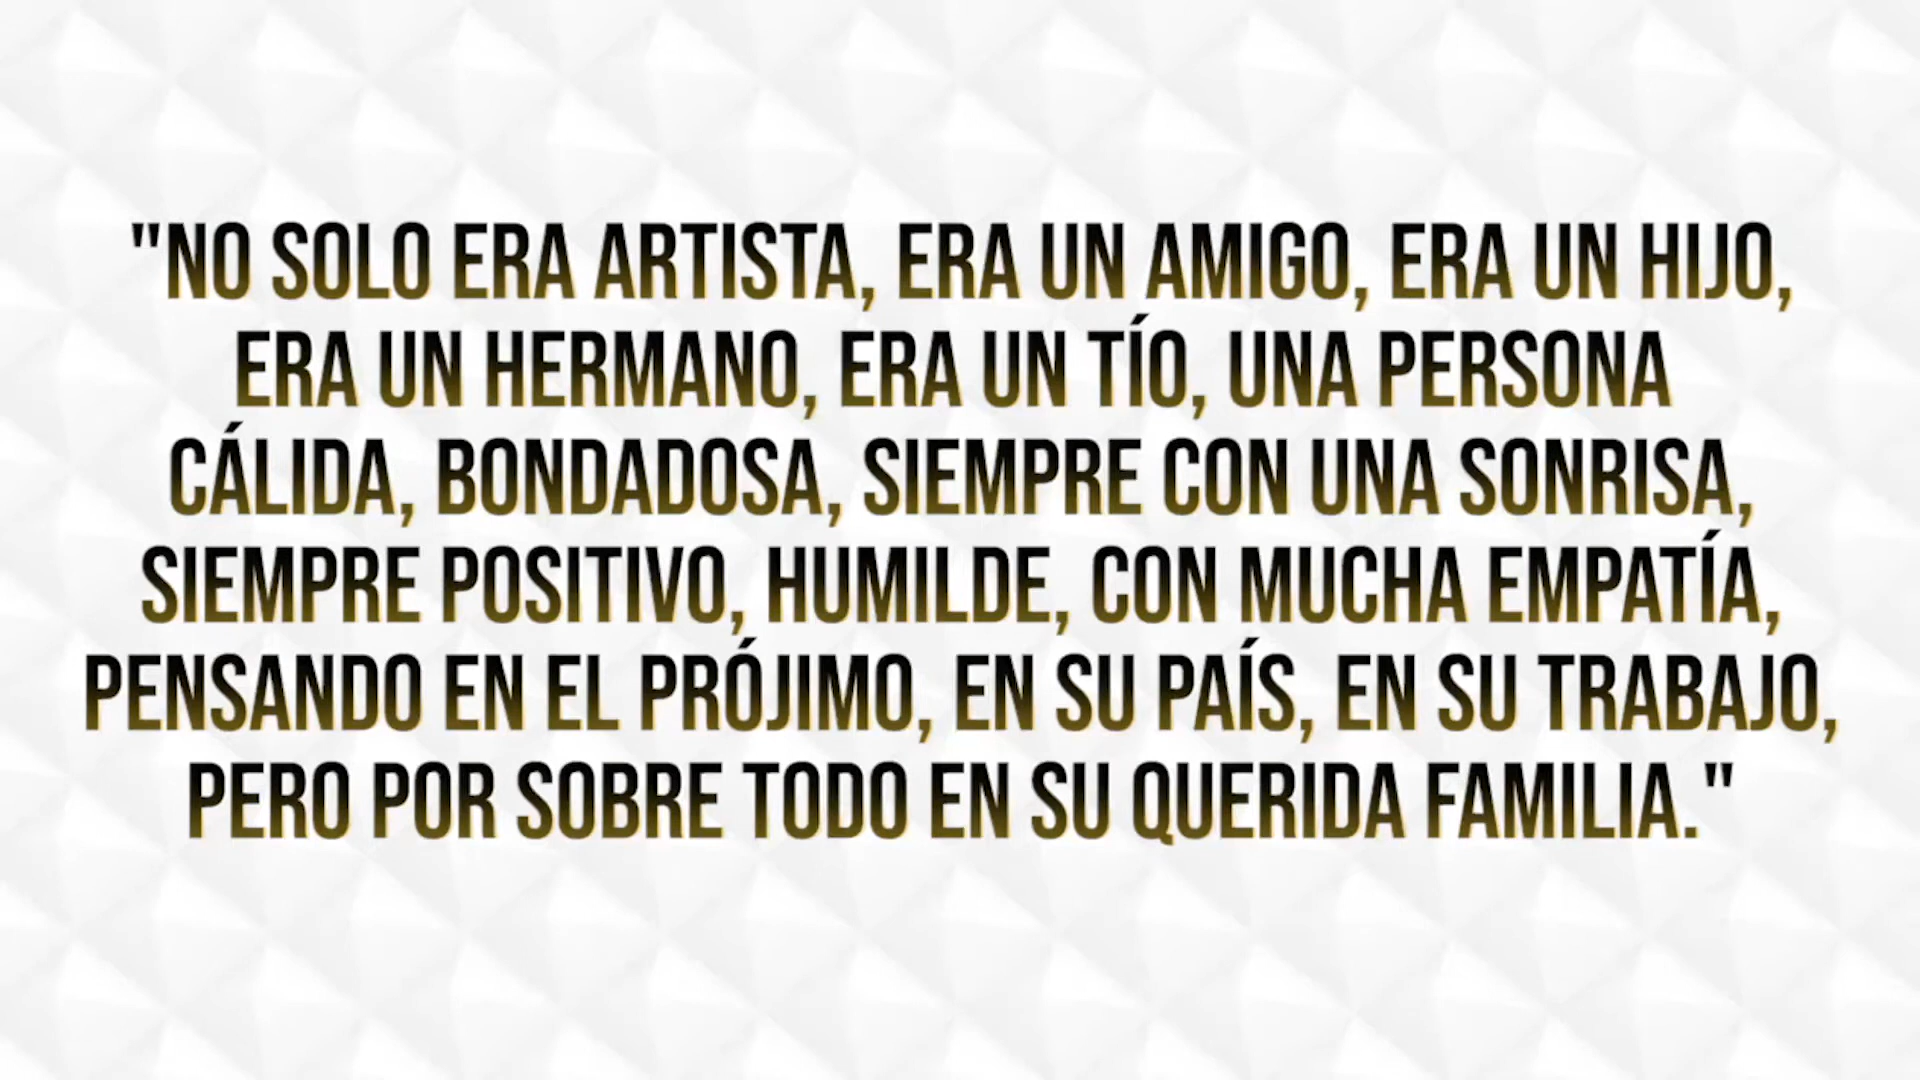 "NO SOLO ERA ARTISTA, ERA UN AMIGO, ERA UN HIJO,
ERA UN HERMANO, ERA UN TÍO, UNA PERSONA
CÁLIDA, BONDADOSA, SIEMPRE CON UNA SONRISA,
SIEMPRE POSITIVO, HUMILDE, CON MUCHA EMPATÍA,
PENSANDO EN EL PRÓJIMO, EN SU PAÍS, EN SU TRABAJO,
PERO POR SOBRE TODO EN SU QUERIDA FAMILIA."